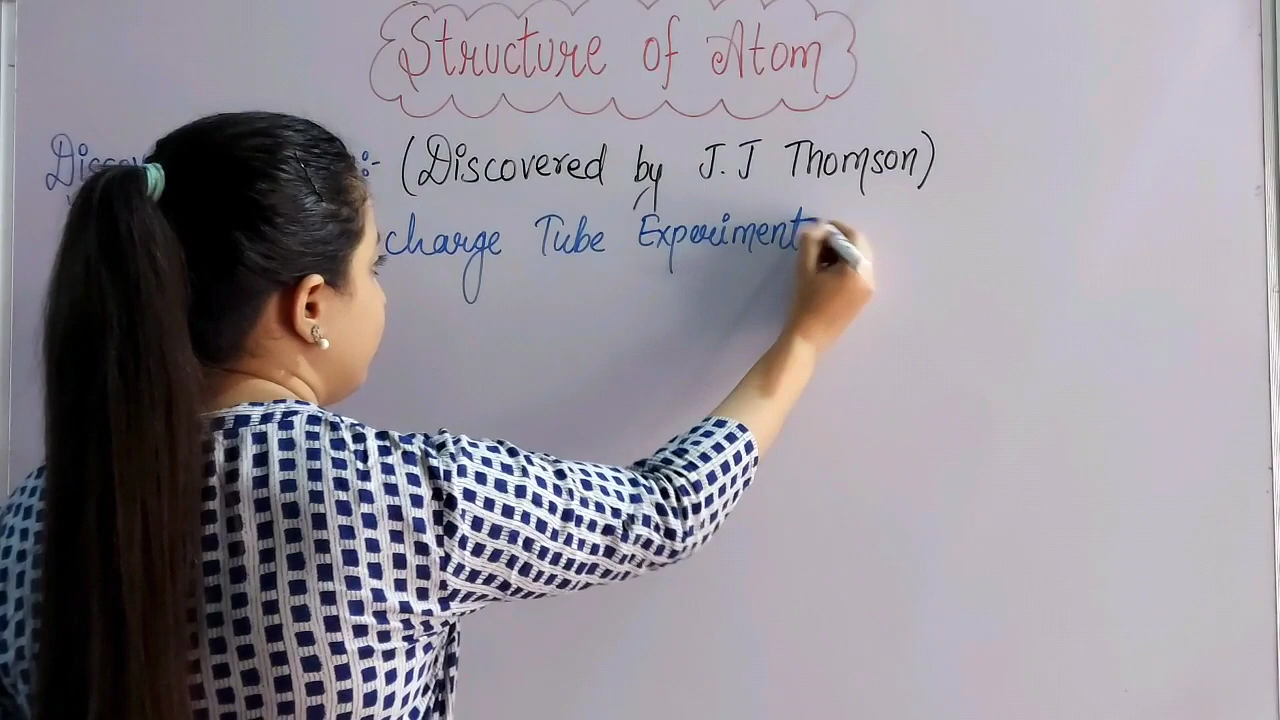 Structure of Atom
:- (Discovered by J.J Thomson)
charge Tube Experiment